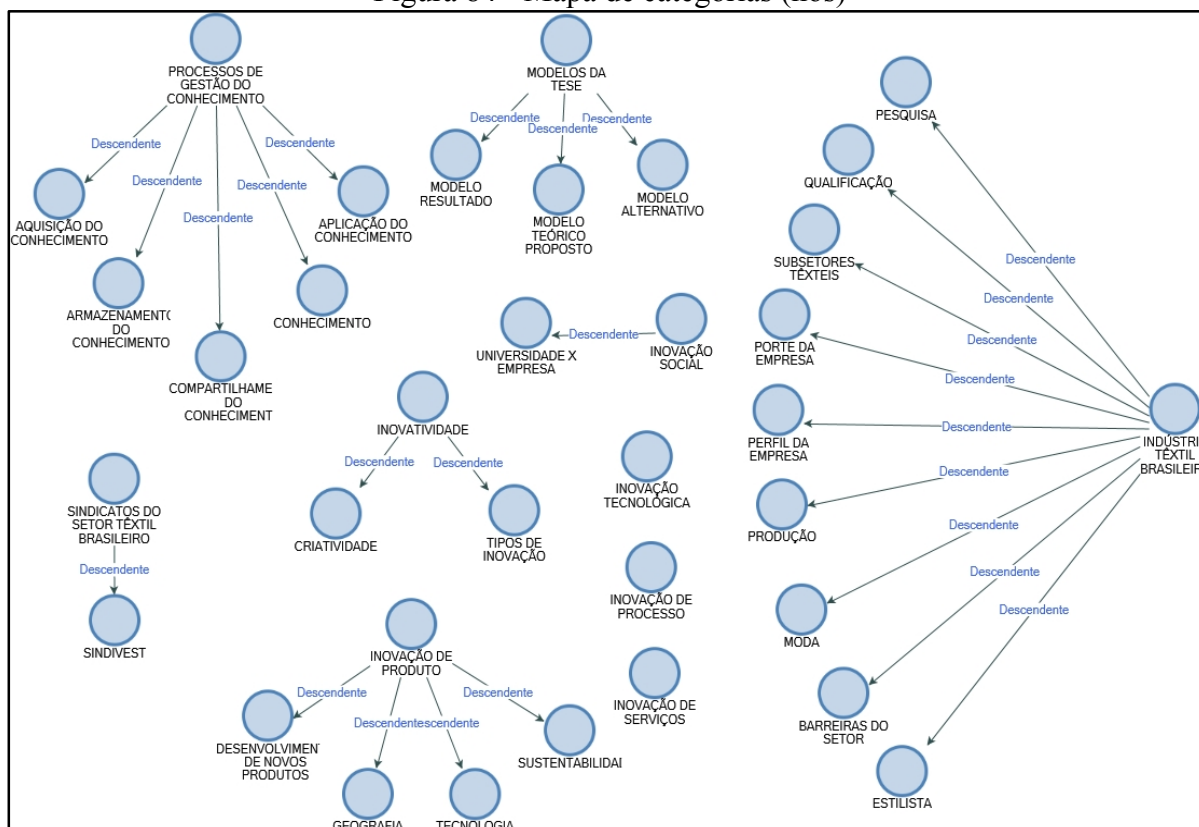 PROCESSOS DE
GESTÃO DO
CONHECIMENTO
Descendente
Descendente
Descendente
Descendente
Descendente
AQUISIÇÃO DO
CONHECIMENTO
ARMAZENAMENTO
DO
CONHECIMENTO
COMPARTILHAME
DO
CONHECIMENT
CONHECIMENTO
APLICAÇÃO DO
CONHECIMENTO
MODELOS DA
TESE
Descendente
Descendente
Descendente
MODELO
RESULTADO
MODELO
TEÓRICO
PROPOSTO
MODELO
ALTERNATIVO
UNIVERSIDADE X
EMPRESA
Descendente
INOVAÇÃO
SOCIAL
INOVATIVIDADE
Descendente
Descendente
CRIATIVIDADE
TIPOS DE
INOVAÇÃO
SINDICATOS DO
SETOR TÊXTIL
BRASILEIRO
Descendente
SINDIVEST
INOVAÇÃO
TECNOLÓGICA
INOVAÇÃO DE
PROCESSO
INOVAÇÃO DE
SERVIÇOS
INOVAÇÃO DE
PRODUTO
Descendente
Descendente
escendente
Descendente
DESENVOLVIMEN
DE NOVOS
PRODUTOS
GEOGRAFIA
TECNOLOGIA
SUSTENTABILIDAI
PESQUISA
QUALIFICAÇÃO
SUBSETORES
TÊXTEIS
PORTE DA
EMPRESA
PERFIL DA
EMPRESA
PRODUÇÃO
MODA
BARREIRAS DO
SETOR
ESTILISTA
Descendente
Descendente
Descendente
Descendente
Descendente
Descendente
Descendente
Descendente
Descendente
INDÚSTRI
TÊXTIL
BRASILEIR